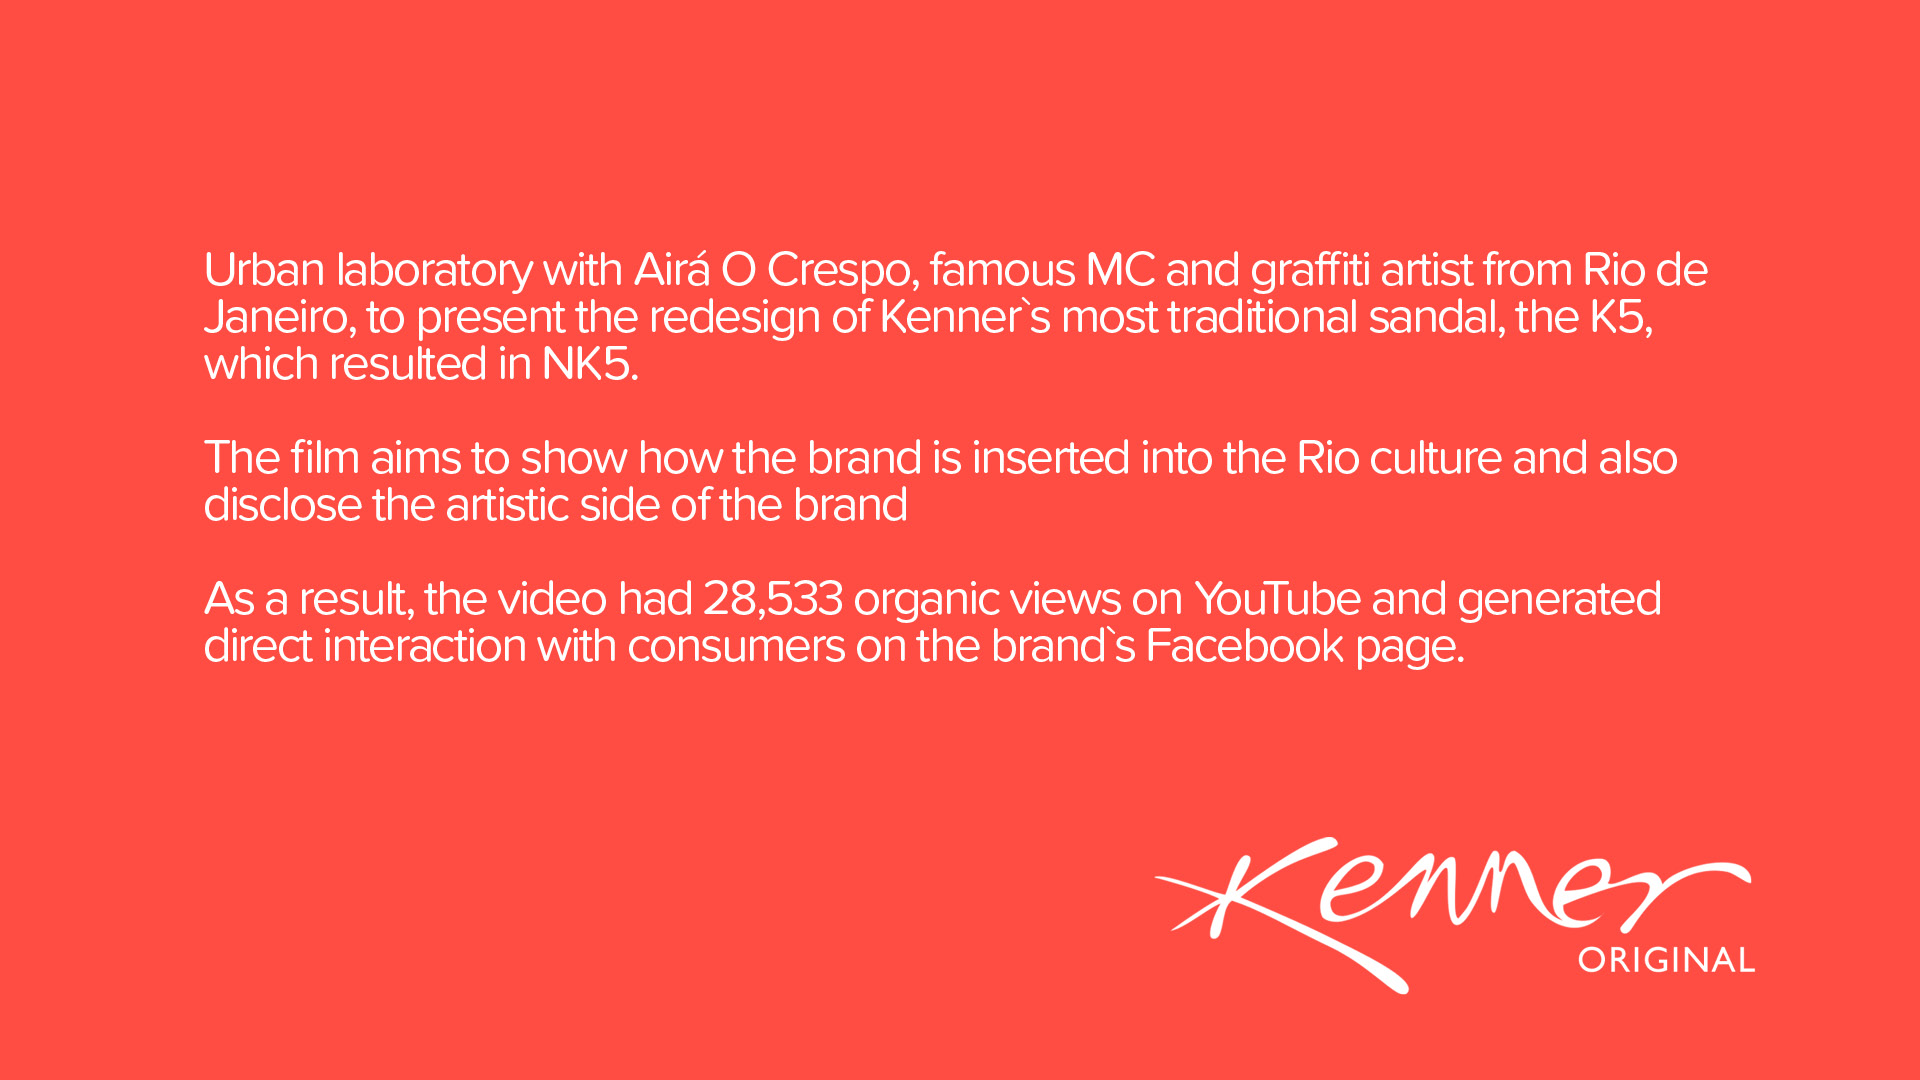 Urban laboratory with Airá O Crespo, famous MC and graffiti artist from Rio de
Janeiro, to present the redesign of Kenner`s most traditional sandal, the K5,
which resulted in NK5.
The film aims to show how the brand is inserted into the Rio culture and also
disclose the artistic side of the brand
As a result, the video had 28,533 organic views on YouTube and generated
direct interaction with consumers on the brand`s Facebook page.
Kenner
ORIGINAL